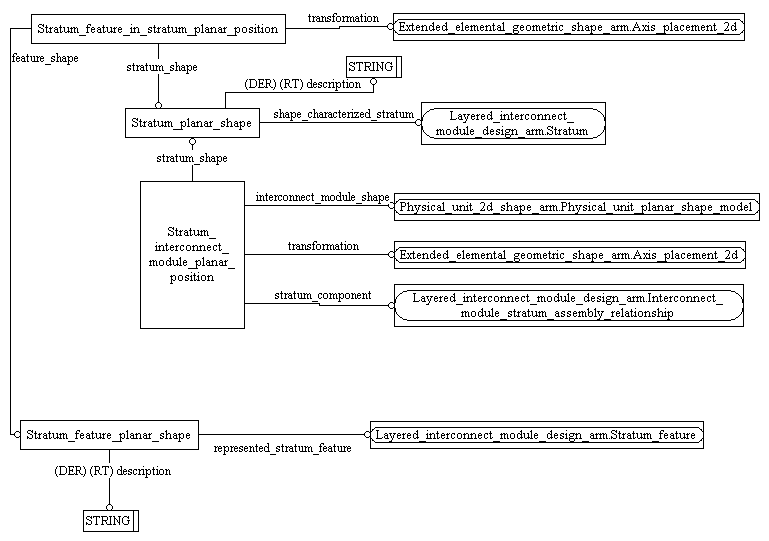 Stratum_feature_in_stratum_planar_position
transformation
Extended_elemental_geometric_shape_arm.Axis_placement_2d
feature_shape
stratum_shape
STRING
(DER) (RT) description
Stratum_planar_shape
shape_characterized_stratum
Layered_interconnect_
module_design_arm.Stratum
stratum_shape
Stratum_
interconnect_
module_planar_
position
interconnect_module_shape
Physical_unit_2d_shape_arm.Physical_unit_planar_shape_model
transformation
Extended_elemental_geometric_shape_arm.Axis_placement_2d
stratum_component
Layered_interconnect_module_design_arm.Interconnect_
module_stratum_assembly_relationship
Stratum_feature_planar_shape
represented_stratum_feature
Layered_interconnect_module_design_arm.Stratum_feature
(DER) (RT) description
STRING